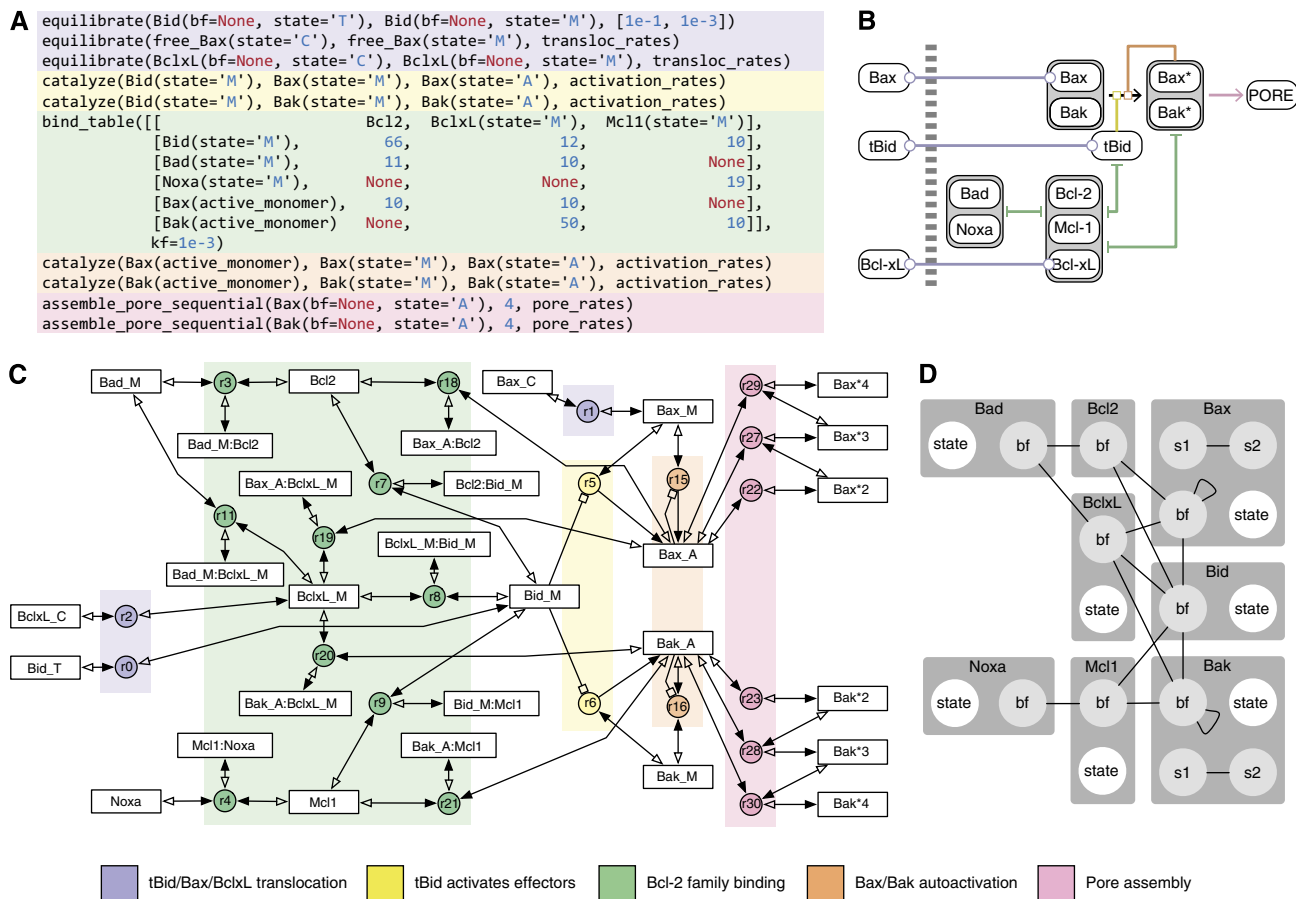 A
equilibrate(Bid(bf=None, state='T'), Bid(bf=None, state='M'), [1e-1, 1e-3])
equilibrate(free_Bax(state='C'), free_Bax(state='M'), transloc_rates)
equilibrate(BclxL(bf=None, state='C'), BclxL(bf=None, state='M'), transloc_rates)
catalyze(Bid(state='M'), Bax(state='M'), Bax(state='A'), activation_rates)
catalyze(Bid(state='M'), Bak(state='M'), Bak(state='A'), activation_rates)
bind_table([[ Bcl2, BclxL(state='M'), Mcl1(state='M')],
[Bid(state='M'), 66, 12, 10],
[Bad(state='M'), 11, 10, None],
[Noxa(state='M'), None, None, 19],
[Bax(active_monomer), 10, 10, None],
[Bak(active_monomer) None, 50, 10]],
kf=1e-3)
catalyze(Bax(active_monomer), Bax(state='M'), Bax(state='A'), activation_rates)
catalyze(Bak(active_monomer), Bak(state='M'), Bak(state='A'), activation_rates)
assemble_pore_sequential(Bax(bf=None, state='A'), 4, pore_rates)
assemble_pore_sequential(Bak(bf=None, state='A'), 4, pore_rates)
B
Bax Bax Bax*
PORE
Bak Bak*
tBid tBid
Bad Bcl-2
Noxa Mcl-1
Bcl-xL Bcl-xL
C
Bad_M r3 Bcl2 r18 Bax_C r29 Bax*4
r1 Bax_M
Bad_M:Bcl2 Bax_A:Bcl2 r27 Bax*3
Bax_A:BclxL_M r7 Bcl2:Bid_M r5 r15 r22 Bax*2
r11 r19
BclxL_M:Bid_M Bax_A
Bad_M:BclxL_M
BclxL_M r8 Bid_M
BclxL_C r2
Bak_A
Bid_T r0 r20
Bak_A:BclxL_M r9 Bid_M:Mcl1 r6 r16 r23 Bak*2
Mcl1:Noxa Bak_A:Mcl1 r28 Bak*3
Bak_M
Noxa r4 Mcl1 r21 r30 Bak*4
D
Bad Bcl2 Bax
state bf bf s1 s2
BclxL
bf bf state
Bid
state bf state
Noxa Mcl1 Bak
state bf bf bf state
state s1 s2
tBid/Bax/BclxL translocation
tBid activates effectors
Bcl-2 family binding
Bax/Bak autoactivation
Pore assembly